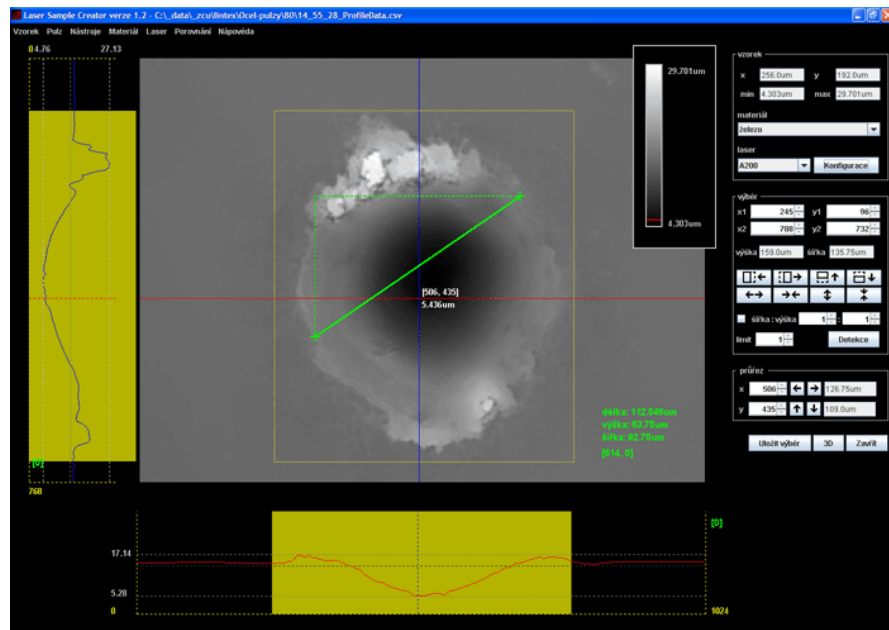 Laser Sample Creator verze 1.2 - C:\_data\_zcu\Ilintex\Ocel-pulzy\80\14_55_28_ProfileData.csv
Vzorek Pulz Nástroje Materiál Laser Porovnání Nápověda
0 4.76 27.13
29.701um
4.303um
vzorek
x 256.0um y 192.0um
min 4.303um max 29.701um
materiál
železo
laser
A200 Konfigurace
výběr
x1 245 y1 96
x2 788 y2 732
výška 159.0um šířka 135.75um
šířka : výška 1 : 1
limit 1 Detekce
průřez
x 506 126.75um
y 435 109.0um
Uložit výběr 3D Zavřít
[506, 435]
5.436um
délka: 112.546um
výška: 63.75um
šířka: 92.75um
[614, 0]
[0]
768
[0]
17.14
5.28
0 1024